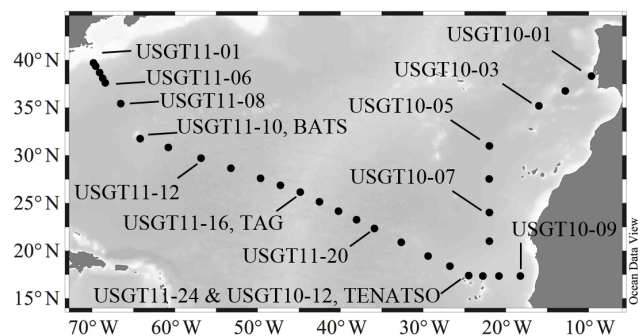 40°N
35°N
30°N
25°N
20°N
15°N
USGT11-01
USGT11-06
USGT11-08
USGT11-10, BATS
USGT11-12
USGT11-16, TAG
USGT11-20
USGT11-24 & USGT10-12, TENATSO
USGT10-01
USGT10-03
USGT10-05
USGT10-07
USGT10-09
70°W
60°W
50°W
40°W
30°W
20°W
10°W
Ocean Data View